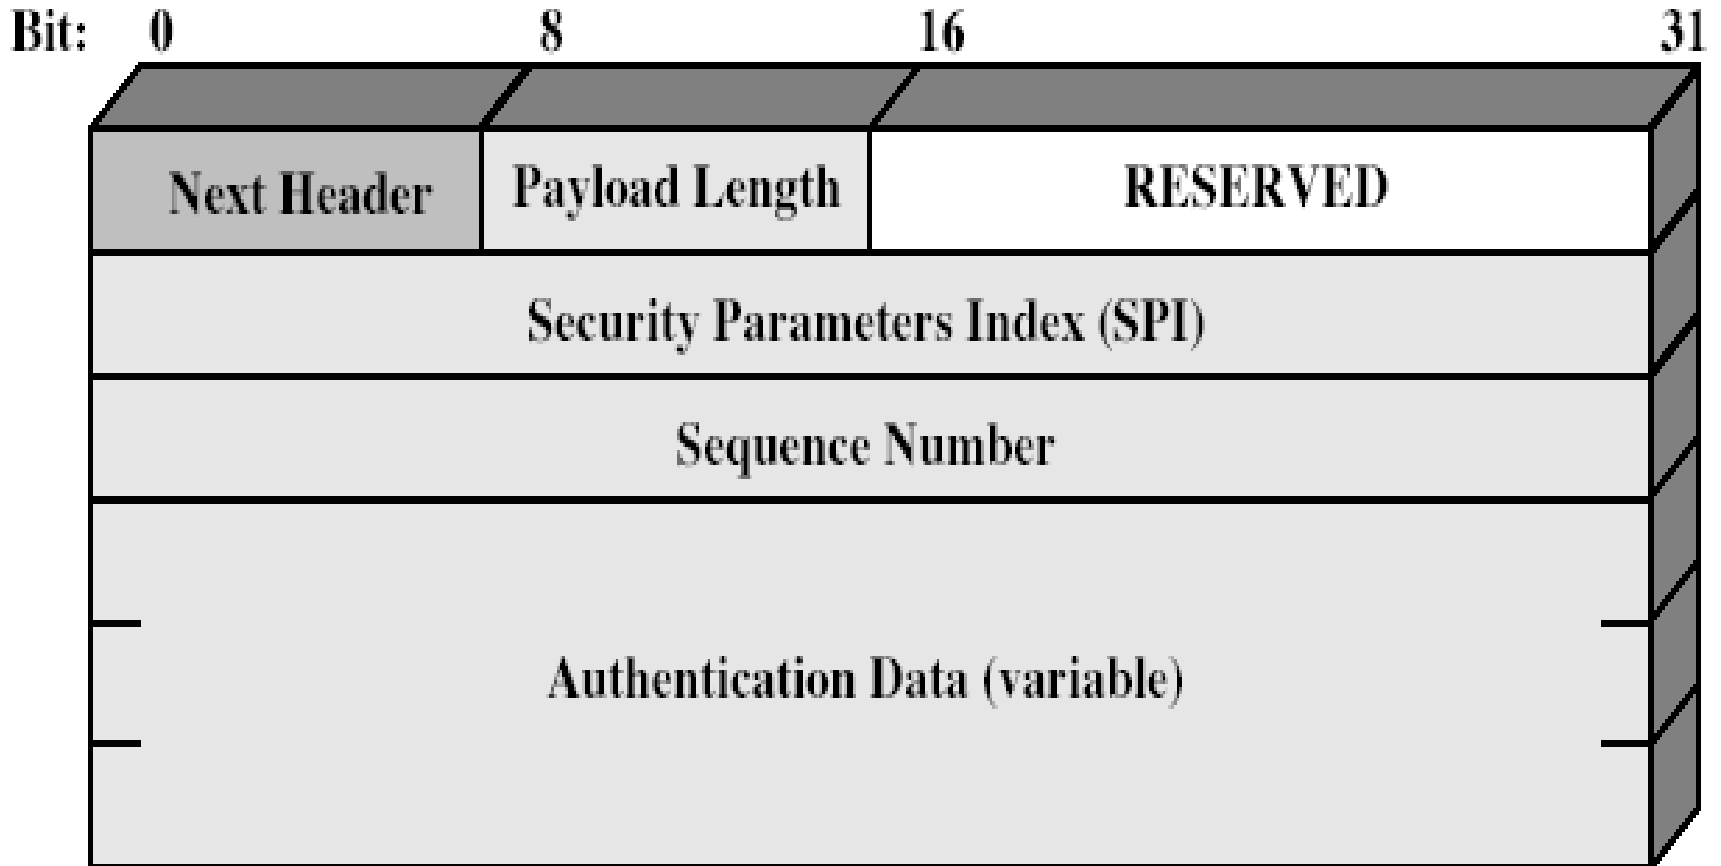 Bit: 0 8 16 31
Next Header Payload Length RESERVED
Security Parameters Index (SPI)
Sequence Number
Authentication Data (variable)